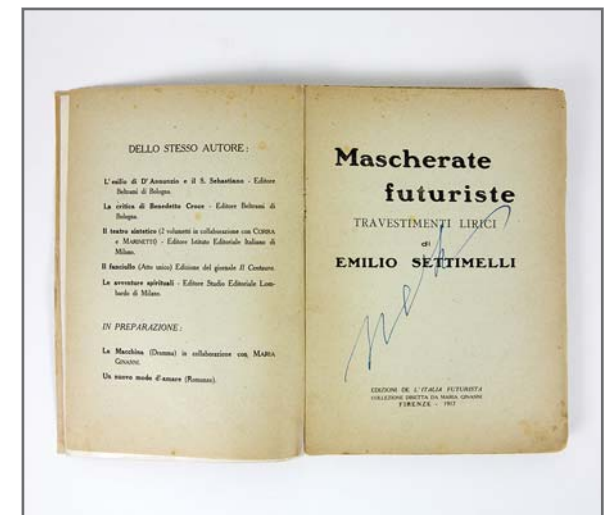 DELLO STESSO AUTORE:
L'esilio di D'Annunzio e il S. Sebastiano - Editore
Beltrami di Bologna.
La critica di Benedetto Croce - Editore Beltrami di
Bologna.
Il teatro sintetico (2 volumetti in collaborazione con CORRA
e MARINETTI) - Editore Istituto Editoriale Italiano di
Milano.
Il fanciullo (Atto unico) Edizione del giornale Il Centauro.
Le avventure spirituali - Editore Studio Editoriale Lom-
bardo di Milano.
IN PREPARAZIONE:
La Macchina (Dramma) in collaborazione con MARIA
GINANNI.
Un nuovo modo d'amare (Romanzo).
Mascherate
futuriste
TRAVESTIMENTI LIRICI
di
EMILIO SETTIMELLI
EDIZIONI DE L'ITALIA FUTURISTA
COLLEZIONE DIRETTA DA MARIA GINANNI
FIRENZE - 1917